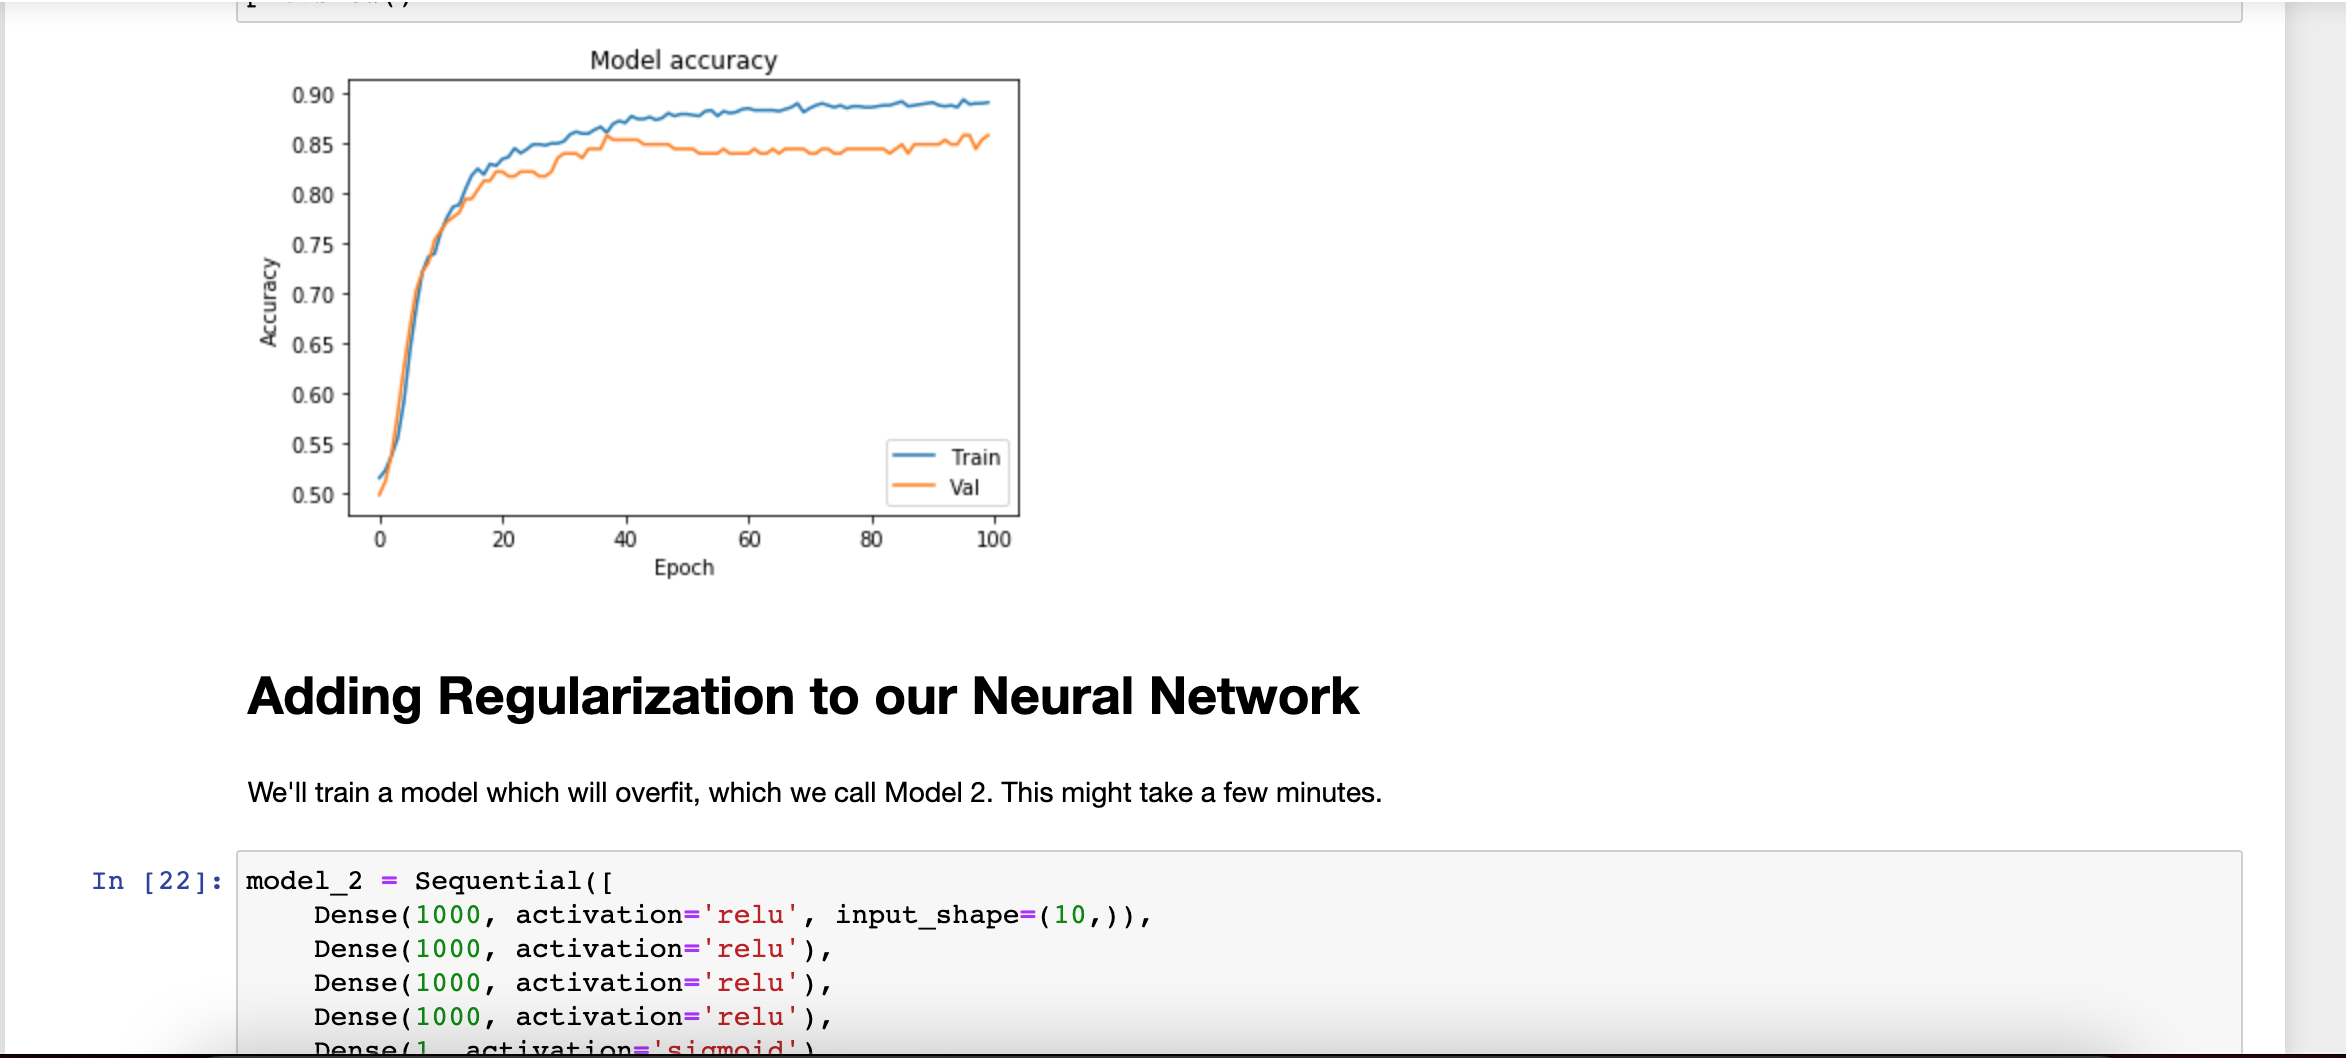 Model accuracy
0.90
0.85
0.80
0.75
0.70
0.65
0.60
0.55
0.50
Accuracy
Train
Val
0 20 40 60 80 100
Epoch
Adding Regularization to our Neural Network
We'll train a model which will overfit, which we call Model 2. This might take a few minutes.
In [22]: model_2 = Sequential([
Dense(1000, activation='relu', input_shape=(10,)),
Dense(1000, activation='relu'),
Dense(1000, activation='relu'),
Dense(1000, activation='relu'),
Dense(1, activation='sigmoid')